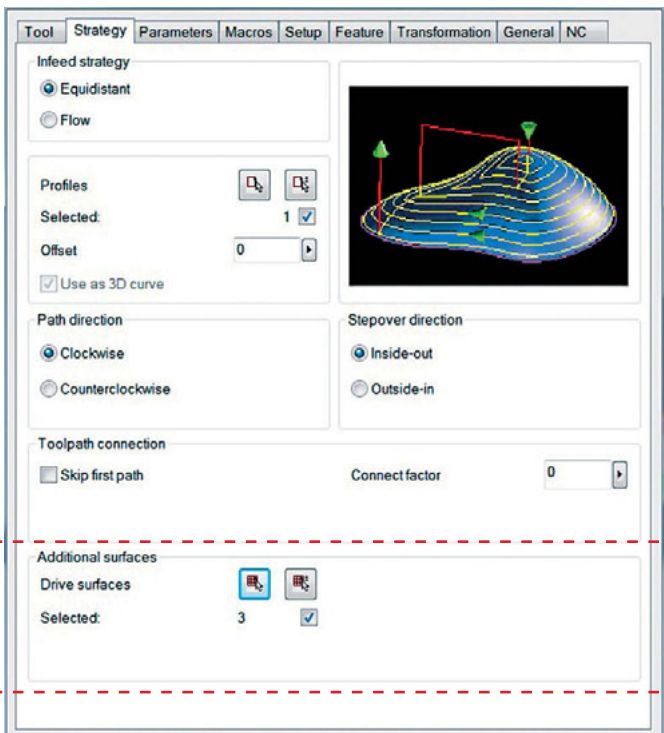 Tool Strategy Parameters Macros Setup Feature Transformation General NC
Infeed strategy
Equidistant
Flow
Profiles
Selected: 1
Offset 0
Use as 3D curve
Path direction
Clockwise
Counterclockwise
Stepover direction
Inside-out
Outside-in
Toolpath connection
Skip first path
Connect factor 0
Additional surfaces
Drive surfaces
Selected: 3